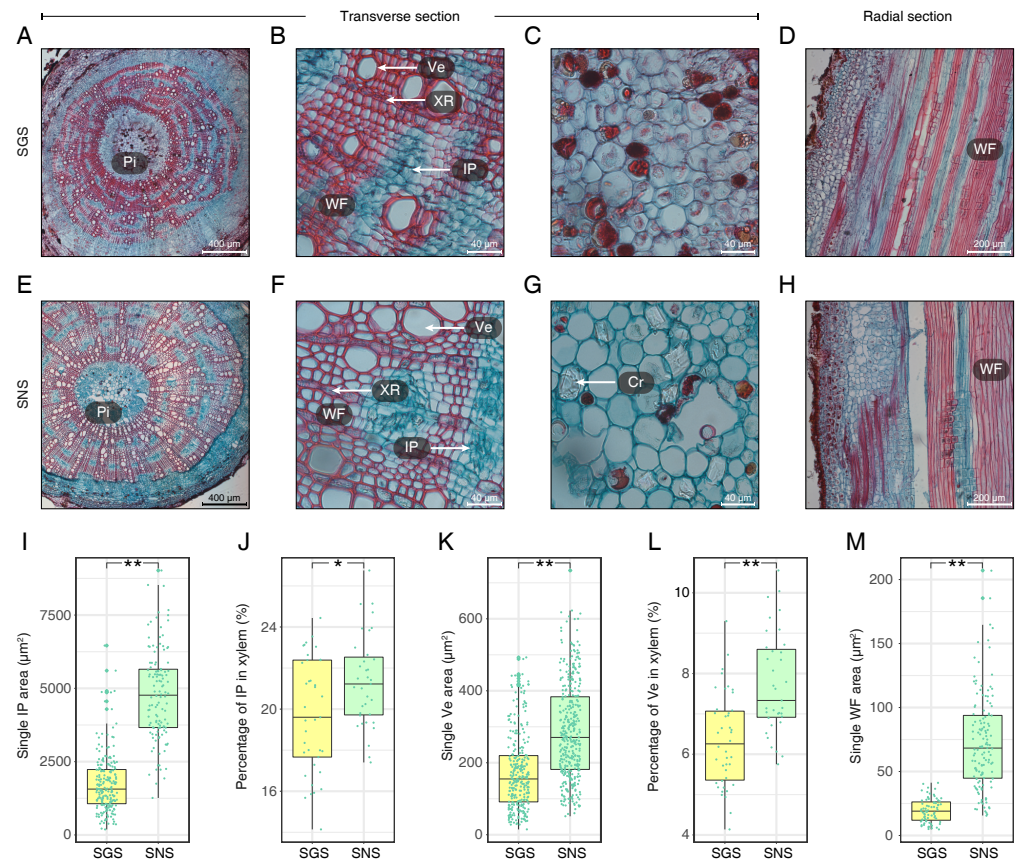 Transverse section
Radial section
A
B
C
D
SGS
Pi
400 µm
Ve
XR
IP
WF
40 µm
40 µm
WF
200 µm
E
F
G
H
SNS
Pi
400 µm
Ve
XR
WF
IP
40 µm
Cr
40 µm
WF
200 µm
I
J
K
L
M
Single IP area (µm²)
7500
5000
2500
0
**
SGS SNS
Percentage of IP in xylem (%)
24
20
16
*
SGS SNS
Single Ve area (µm²)
600
400
200
0
**
SGS SNS
Percentage of Ve in xylem (%)
10
8
6
4
**
SGS SNS
Single WF area (µm²)
200
150
100
50
0
**
SGS SNS